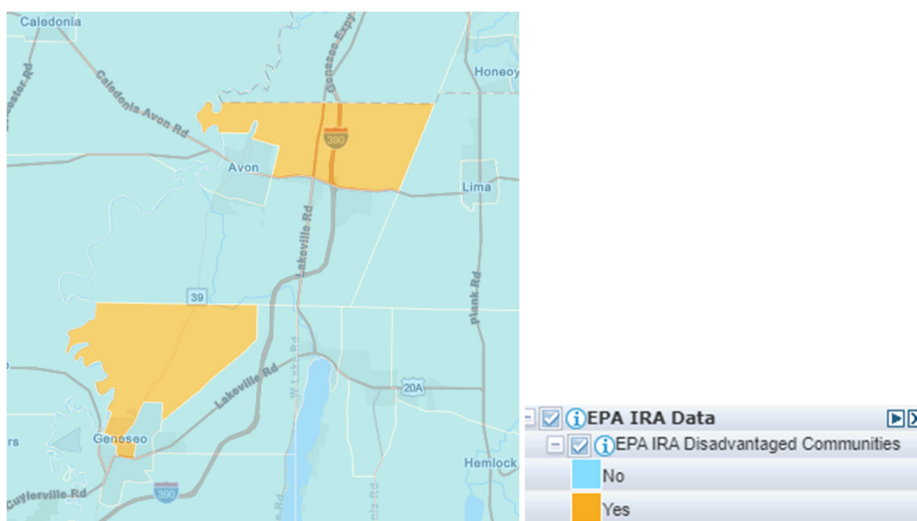 Caledonia
Genesee Expy.
Honeoy
Caledonia Avon Rd
390
Avon
Lima
Lakeville Rd
39
Plank Rd
W Lake Rd
Lakeville Rd
20A
Geneseo
rs
Hemlock
390
Cuylerville Rd
EPA IRA Data
EPA IRA Disadvantaged Communities
No
Yes